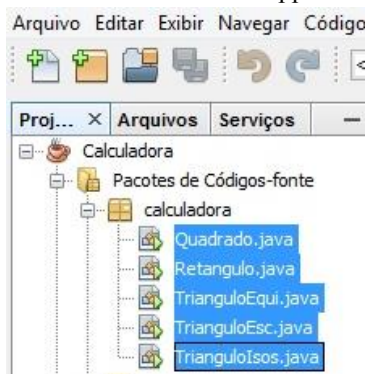 Arquivo Editar Exibir Navegar Código
Proj... × Arquivos Serviços
Calculadora
Pacotes de Códigos-fonte
calculadora
Quadrado.java
Retangulo.java
TrianguloEqui.java
TrianguloEsc.java
TrianguloIsos.java